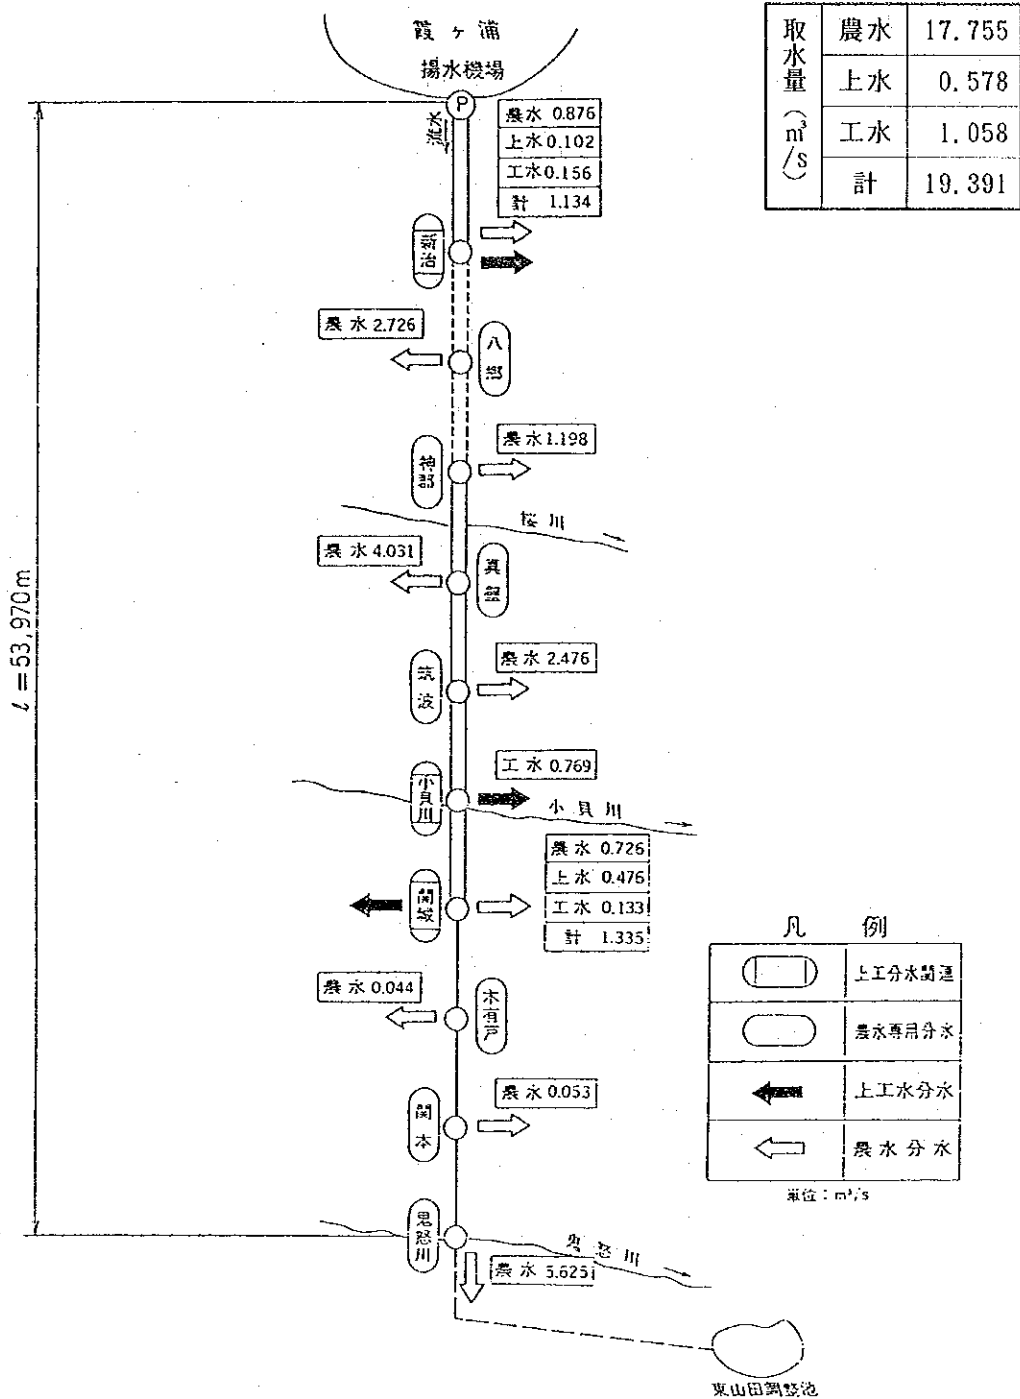 霞ヶ浦
揚水機場
P
流水
取水量(m³/S)
農水 17.755
上水 0.578
工水 1.058
計 19.391
農水 0.876
上水 0.102
工水 0.156
計 1.134
新治
農水 2.726
八郷
農水 1.198
桜川
農水 4.031
真壁
l=53,970m
農水 2.476
筑波
工水 0.769
小貝川
小貝川
農水 0.726
上水 0.476
工水 0.133
計 1.335
関城
農水 0.044
木有戸
農水 0.053
関本
鬼怒川
鬼怒川
農水 5.625
東山田調整池
凡例
上工分水関連
農水専用分水
上工水分水
農水分水
単位:m³/s